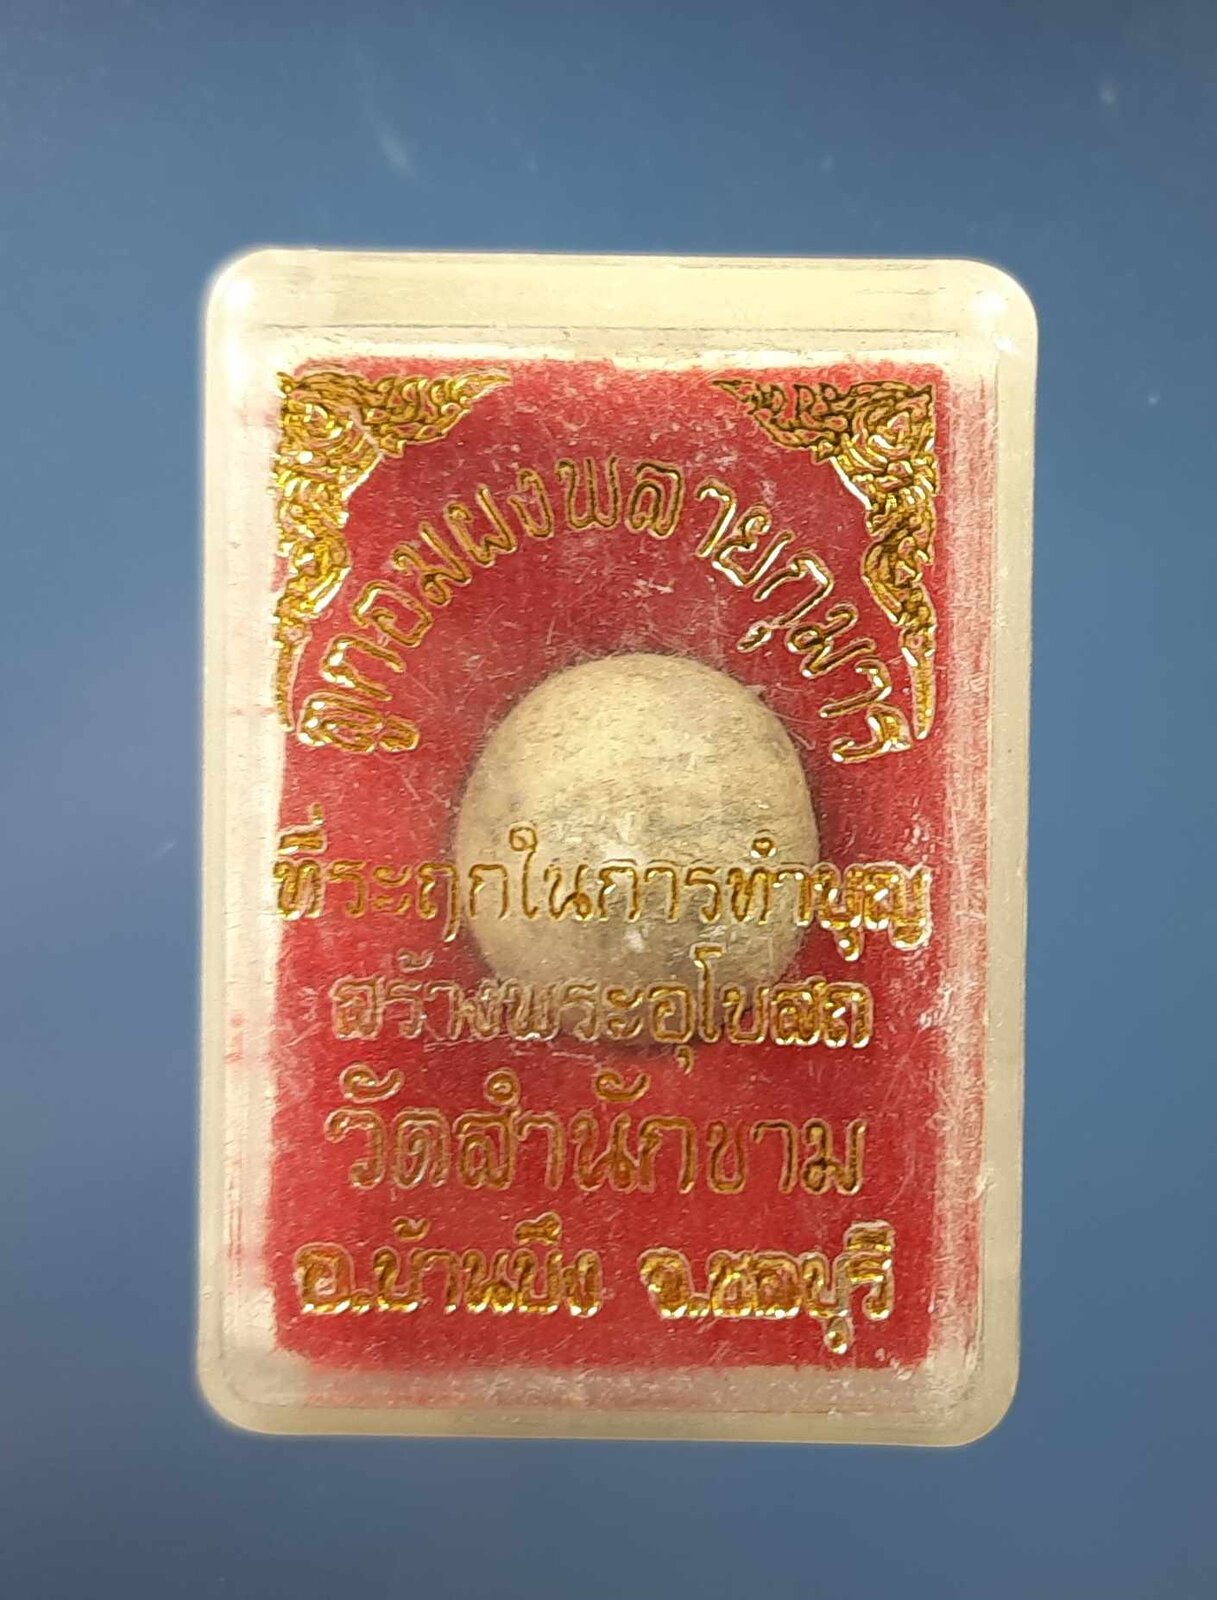 ลูกอมผงพลายกุมาร
ที่ระฤกในการทำบุญ
สร้างพระอุโบสถ
วัดสำนักขาม
อ.บ้านบึง จ.ชลบุรี